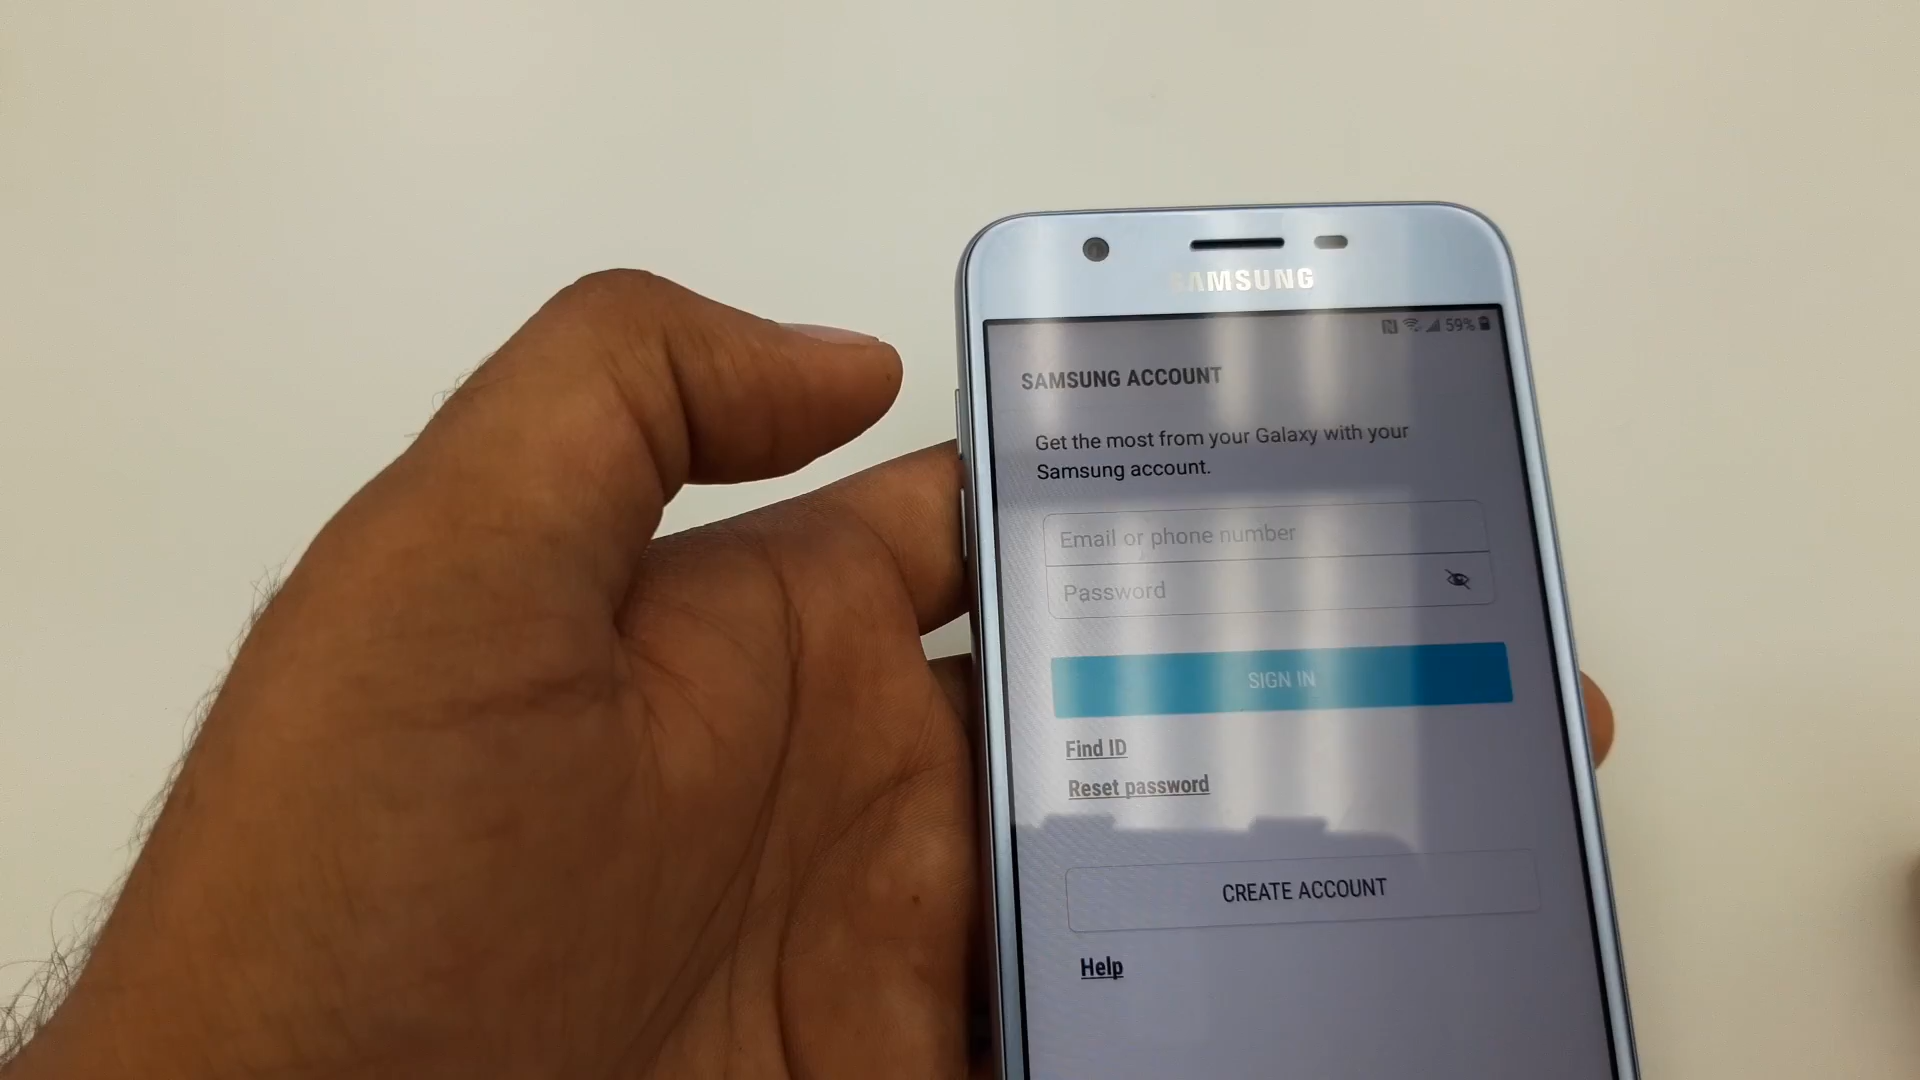 SAMSUNG
59%
SAMSUNG ACCOUNT
Get the most from your Galaxy with your
Samsung account.
Email or phone number
Password
SIGN IN
Find ID
Reset password
CREATE ACCOUNT
Help